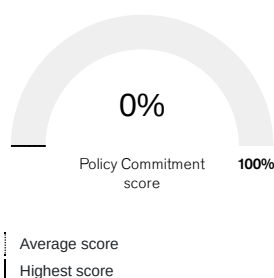 0%
Policy Commitment 100%
score
Average score
Highest score